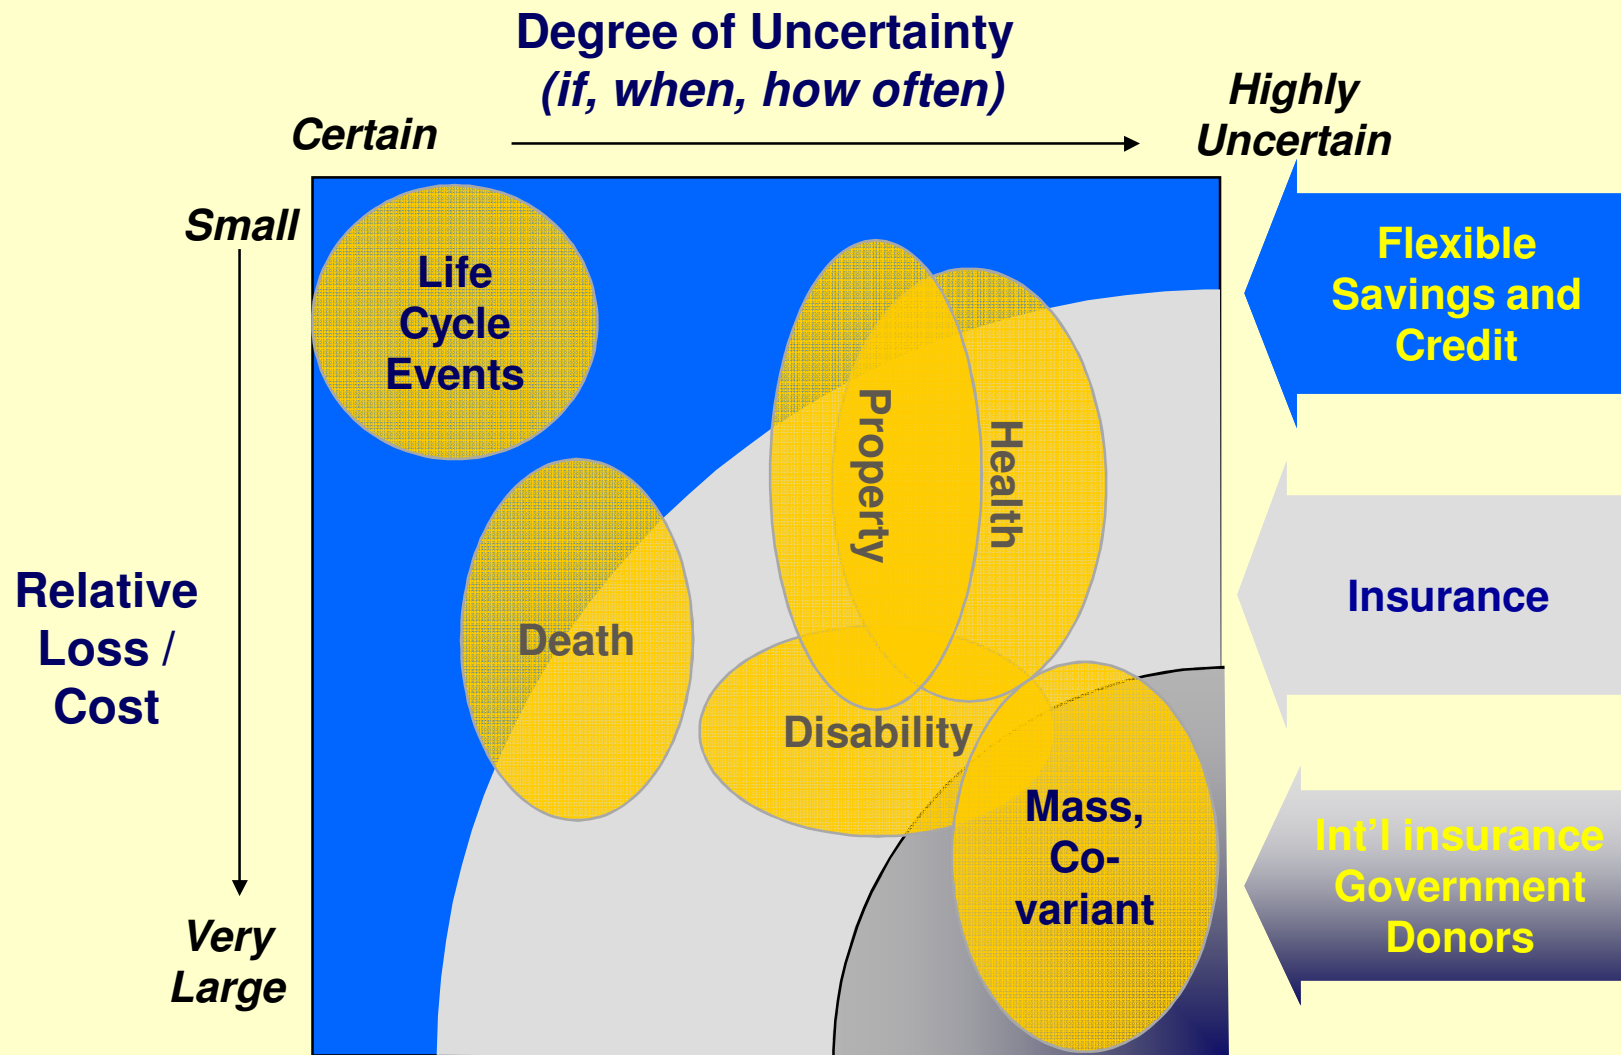 Degree of Uncertainty
(if, when, how often)
Certain
Highly
Uncertain
Small
Life
Cycle
Events
Property
Health
Flexible
Savings and
Credit
Relative
Loss /
Cost
Death
Insurance
Disability
Mass,
Co-
variant
Int'l insurance
Government
Donors
Very
Large